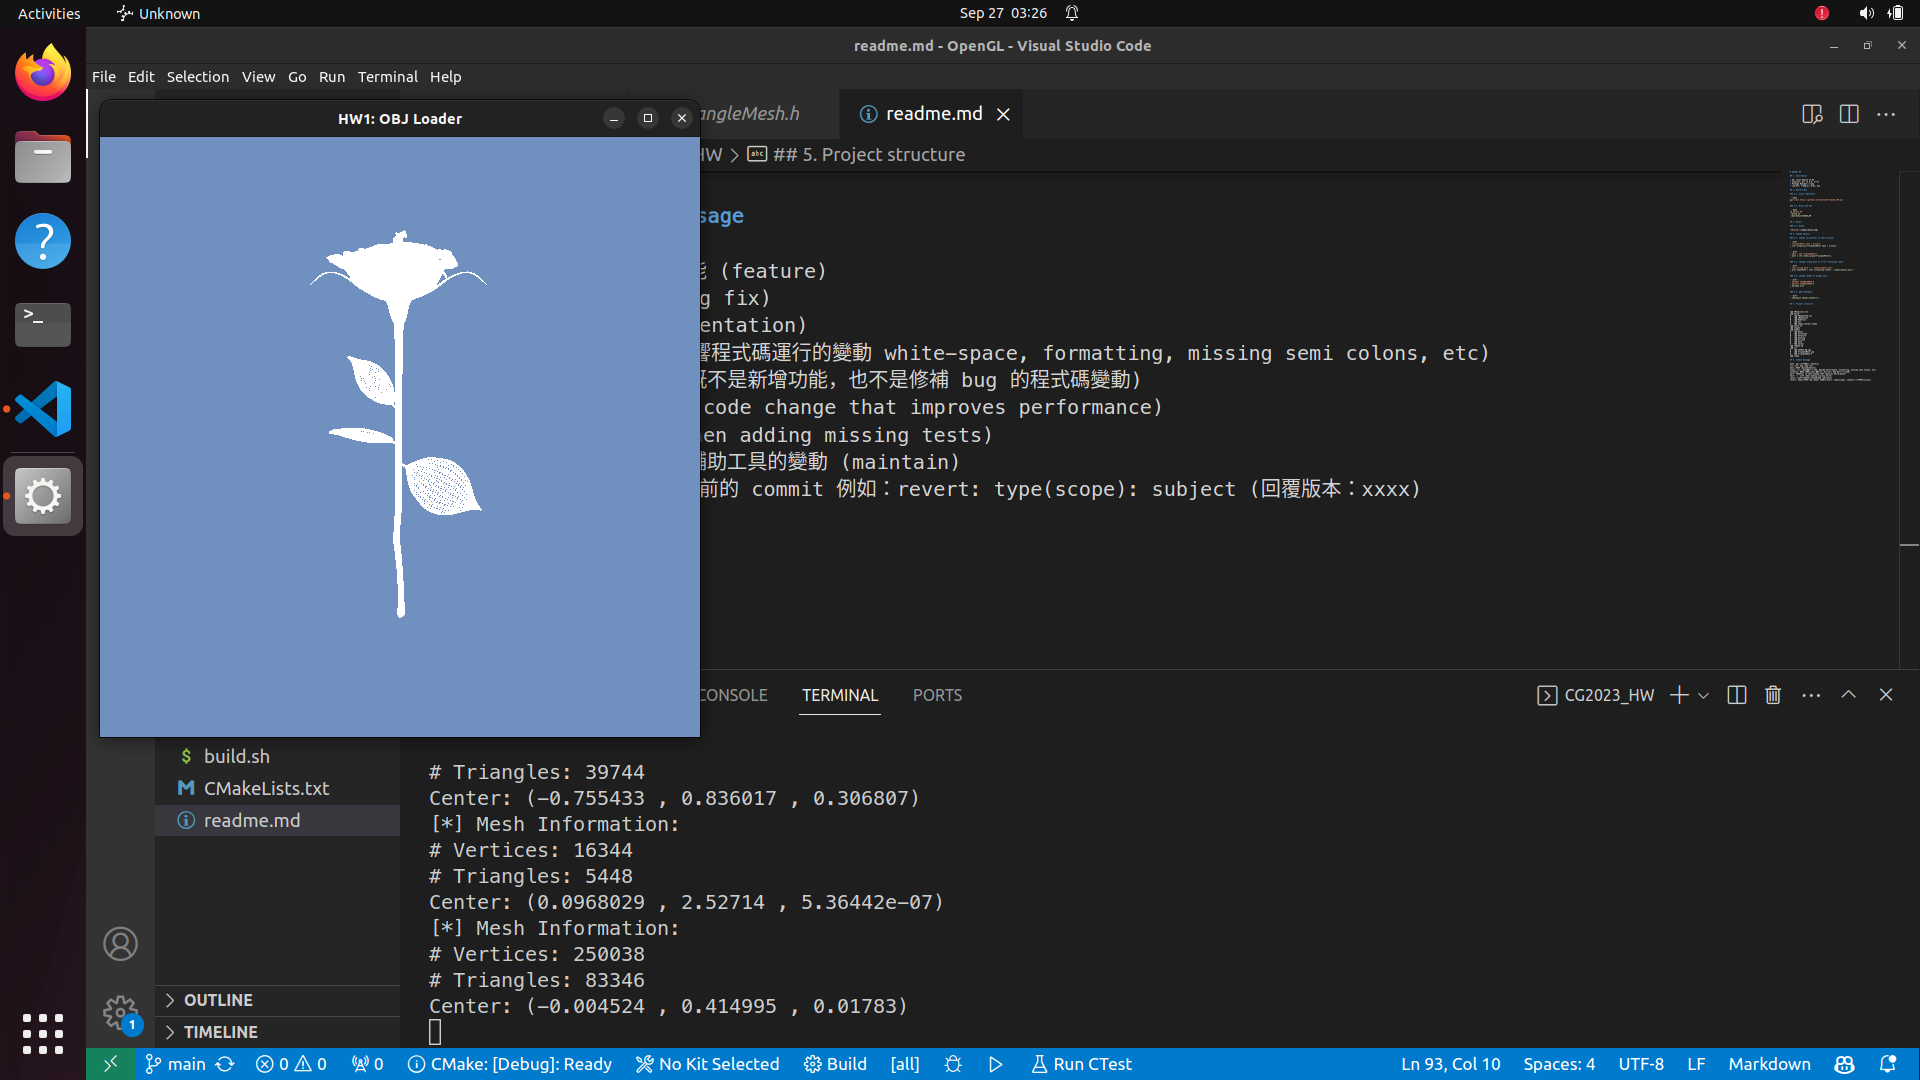 Activities
Unknown
Sep 27 03:26
readme.md - OpenGL - Visual Studio Code
File Edit Selection View Go Run Terminal Help
HW1: OBJ Loader
angleMesh.h
readme.md
HW > ## 5. Project structure
sage
(feature)
g fix)
entation)
響程式碼運行的變動 white-space, formatting, missing semi colons, etc)
既不是新增功能，也不是修補 bug 的程式碼變動)
code change that improves performance)
en adding missing tests)
輔助工具的變動 (maintain)
前的 commit 例如：revert: type(scope): subject (回覆版本：xxxx)
CONSOLE
TERMINAL
PORTS
CG2023_HW
build.sh
CMakeLists.txt
readme.md
OUTLINE
TIMELINE
# Triangles: 39744
Center: (-0.755433 , 0.836017 , 0.306807)
[*] Mesh Information:
# Vertices: 16344
# Triangles: 5448
Center: (0.0968029 , 2.52714 , 5.36442e-07)
[*] Mesh Information:
# Vertices: 250038
# Triangles: 83346
Center: (-0.004524 , 0.414995 , 0.01783)
1
main
0 0
0
CMake: [Debug]: Ready
No Kit Selected
Build
[all]
Run CTest
Ln 93, Col 10
Spaces: 4
UTF-8
LF
Markdown